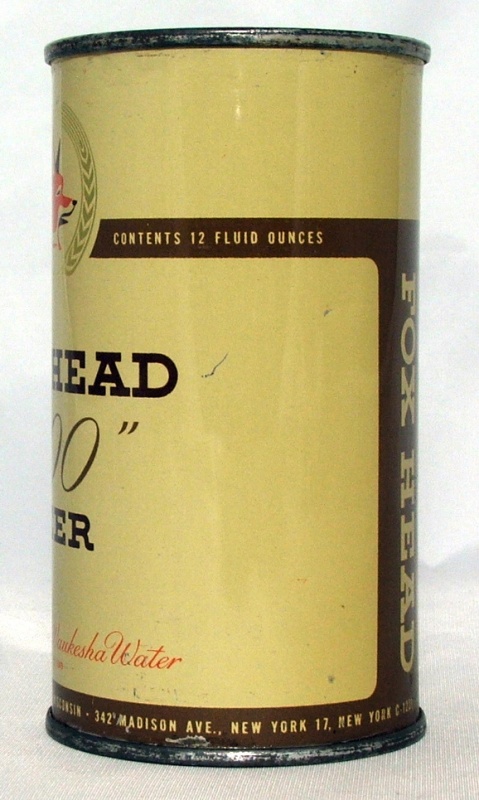 CONTENTS 12 FLUID OUNCES
HEAD
00"
ER
aukesha Water
CONSIN · 342 MADISON AVE., NEW YORK 17, NEW YORK
FOX HEAD